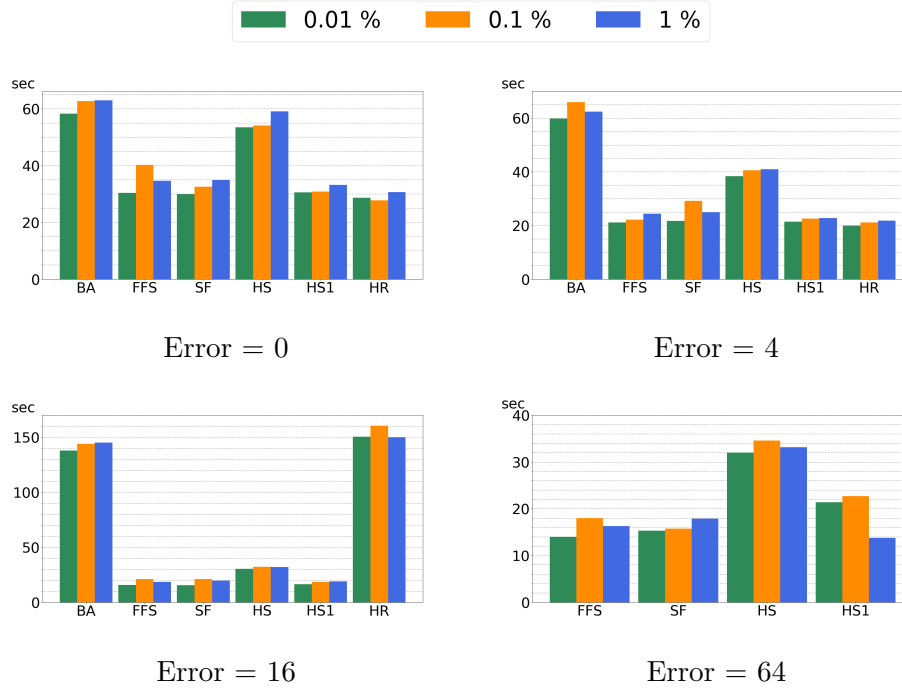 0.01 % 0.1 % 1 %
sec
60
40
20
0
BA FFS SF HS HS1 HR
Error = 0
sec
60
40
20
0
BA FFS SF HS HS1 HR
Error = 4
sec
150
100
50
0
BA FFS SF HS HS1 HR
Error = 16
sec
40
30
20
10
0
FFS SF HS HS1
Error = 64